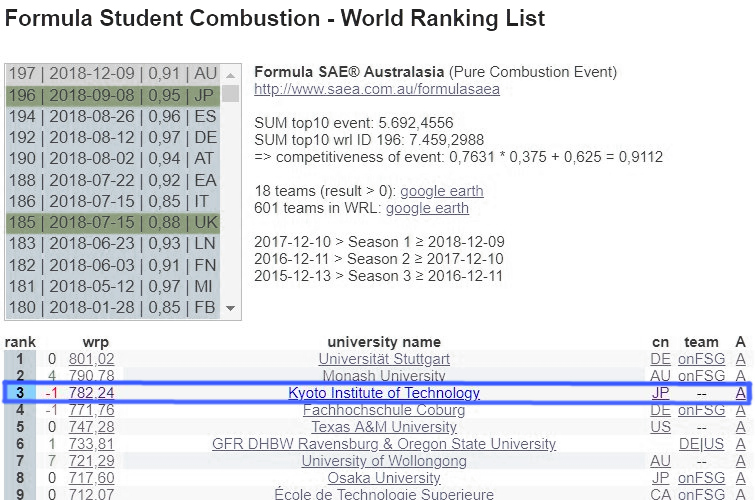 Formula Student Combustion - World Ranking List
197 | 2018-12-09 | 0,91 | AU
196 | 2018-09-08 | 0,95 | JP
194 | 2018-08-26 | 0,96 | ES
192 | 2018-08-12 | 0,97 | DE
190 | 2018-08-02 | 0,94 | AT
188 | 2018-07-22 | 0,92 | EA
186 | 2018-07-15 | 0,85 | IT
185 | 2018-07-15 | 0,88 | UK
183 | 2018-06-23 | 0,93 | LN
182 | 2018-06-03 | 0,91 | FN
181 | 2018-05-12 | 0,97 | MI
180 | 2018-01-28 | 0,85 | FB
Formula SAE® Australasia (Pure Combustion Event)
http://www.saea.com.au/formulasaea
SUM top10 event: 5.692,4556
SUM top10 wrl ID 196: 7.459,2988
=> competitiveness of event: 0,7631 * 0,375 + 0,625 = 0,9112
18 teams (result > 0): google earth
601 teams in WRL: google earth
2017-12-10 > Season 1 ≥ 2018-12-09
2016-12-11 > Season 2 ≥ 2017-12-10
2015-12-13 > Season 3 ≥ 2016-12-11
rank wrp university name cn team A
1 0 801,02 Universität Stuttgart DE onFSG A
2 4 790,78 Monash University AU onFSG A
3 -1 782,24 Kyoto Institute of Technology JP -- A
4 -1 771,76 Fachhochschule Coburg DE onFSG A
5 0 747,28 Texas A&M University US -- A
6 1 733,81 GFR DHBW Ravensburg & Oregon State University DE|US A
7 7 721,29 University of Wollongong AU -- A
8 0 717,60 Osaka University JP onFSG A
9 0 712,07 École de Technologie Superieure CA onFSG A